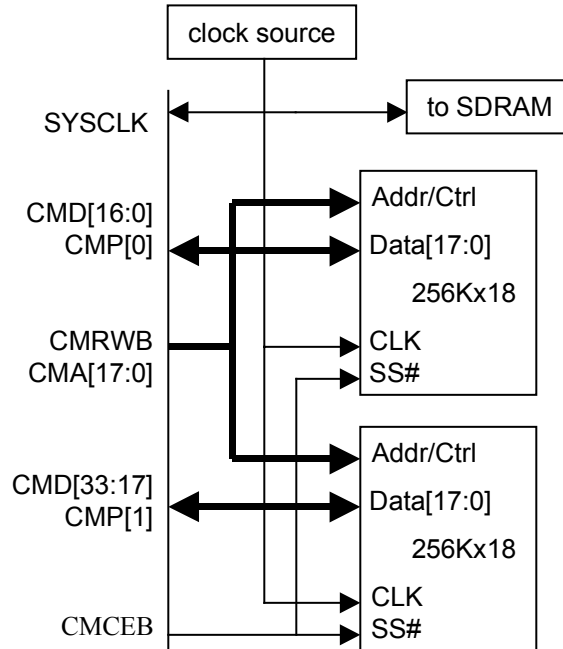 clock source
SYSCLK
to SDRAM
CMD[16:0]
CMP[0]
Addr/Ctrl
Data[17:0]
256Kx18
CMRWB
CMA[17:0]
CLK
SS#
CMD[33:17]
CMP[1]
Addr/Ctrl
Data[17:0]
256Kx18
CLK
CMCEB
SS#